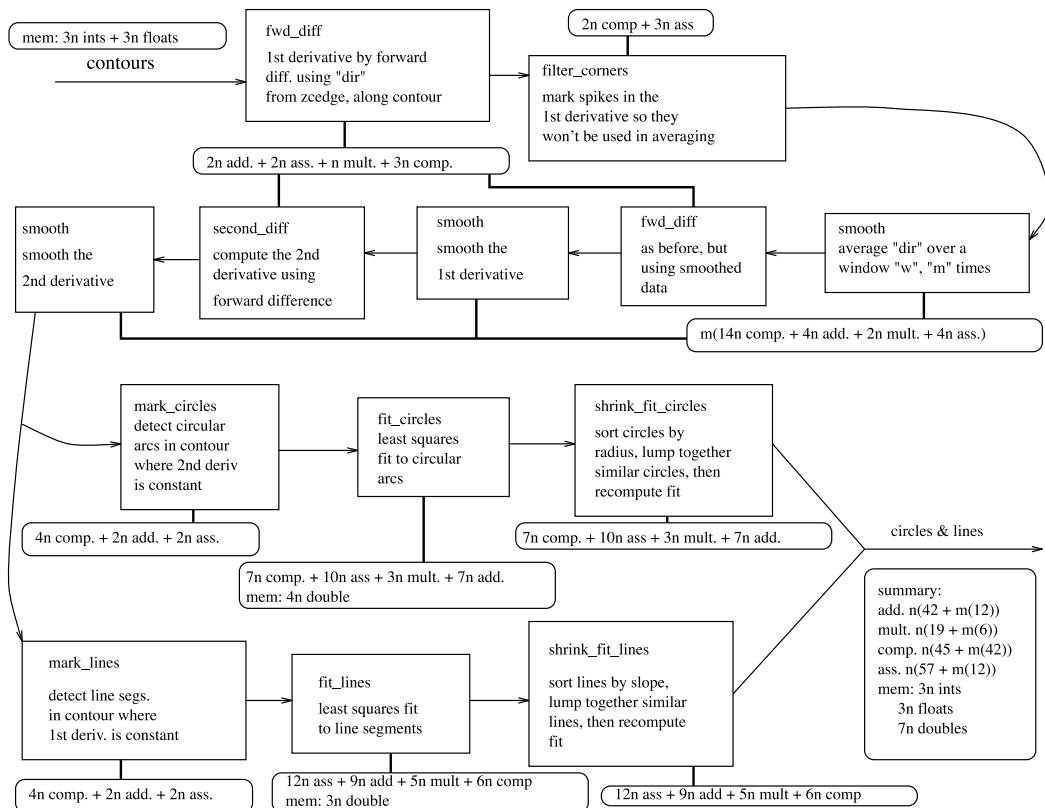 mem: 3n ints + 3n floats
contours
fwd_diff
1st derivative by forward
diff. using "dir"
from zcedge, along contour
2n comp + 3n ass
filter_corners
mark spikes in the
1st derivative so they
won't be used in averaging
2n add. + 2n ass. + n mult. + 3n comp.
smooth
smooth the
2nd derivative
second_diff
compute the 2nd
derivative using
forward difference
smooth
smooth the
1st derivative
fwd_diff
as before, but
using smoothed
data
smooth
average "dir" over a
window "w", "m" times
m(14n comp. + 4n add. + 2n mult. + 4n ass.)
mark_circles
detect circular
arcs in contour
where 2nd deriv
is constant
fit_circles
least squares
fit to circular
arcs
shrink_fit_circles
sort circles by
radius, lump together
similar circles, then
recompute fit
4n comp. + 2n add. + 2n ass.
7n comp. + 10n ass + 3n mult. + 7n add.
mem: 4n double
7n comp. + 10n ass + 3n mult. + 7n add.
circles & lines
summary:
add. n(42 + m(12))
mult. n(19 + m(6))
comp. n(45 + m(42))
ass. n(57 + m(12))
mem: 3n ints
3n floats
7n doubles
mark_lines
detect line segs.
in contour where
1st deriv. is constant
fit_lines
least squares fit
to line segments
shrink_fit_lines
sort lines by slope,
lump together similar
lines, then recompute
fit
4n comp. + 2n add. + 2n ass.
12n ass + 9n add + 5n mult + 6n comp
mem: 3n double
12n ass + 9n add + 5n mult + 6n comp